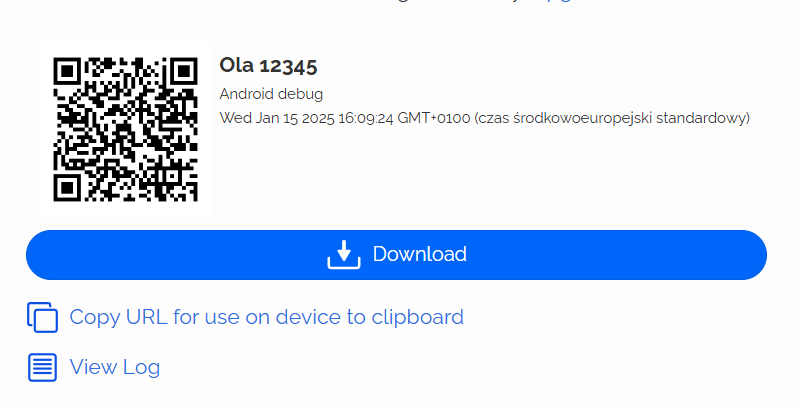 Ola 12345
Android debug
Wed Jan 15 2025 16:09:24 GMT+0100 (czas środkowoeuropejski standardowy)
Download
Copy URL for use on device to clipboard
View Log